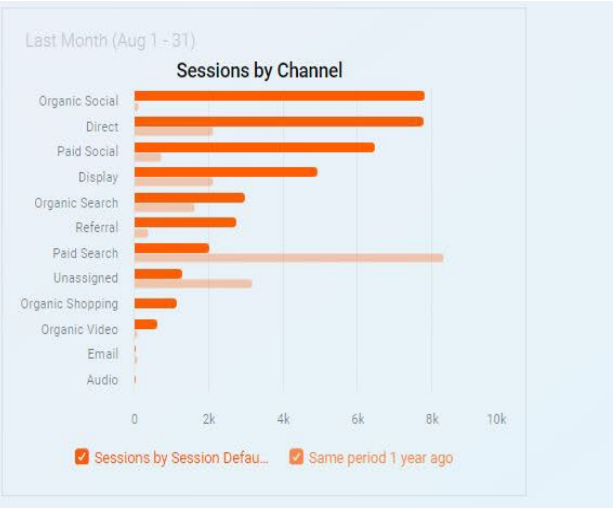 Last Month (Aug 1 - 31)
Sessions by Channel
Organic Social
Direct
Paid Social
Display
Organic Search
Referral
Paid Search
Unassigned
Organic Shopping
Organic Video
Email
Audio
0 2k 4k 6k 8k 10k
Sessions by Session Defau... Same period 1 year ago